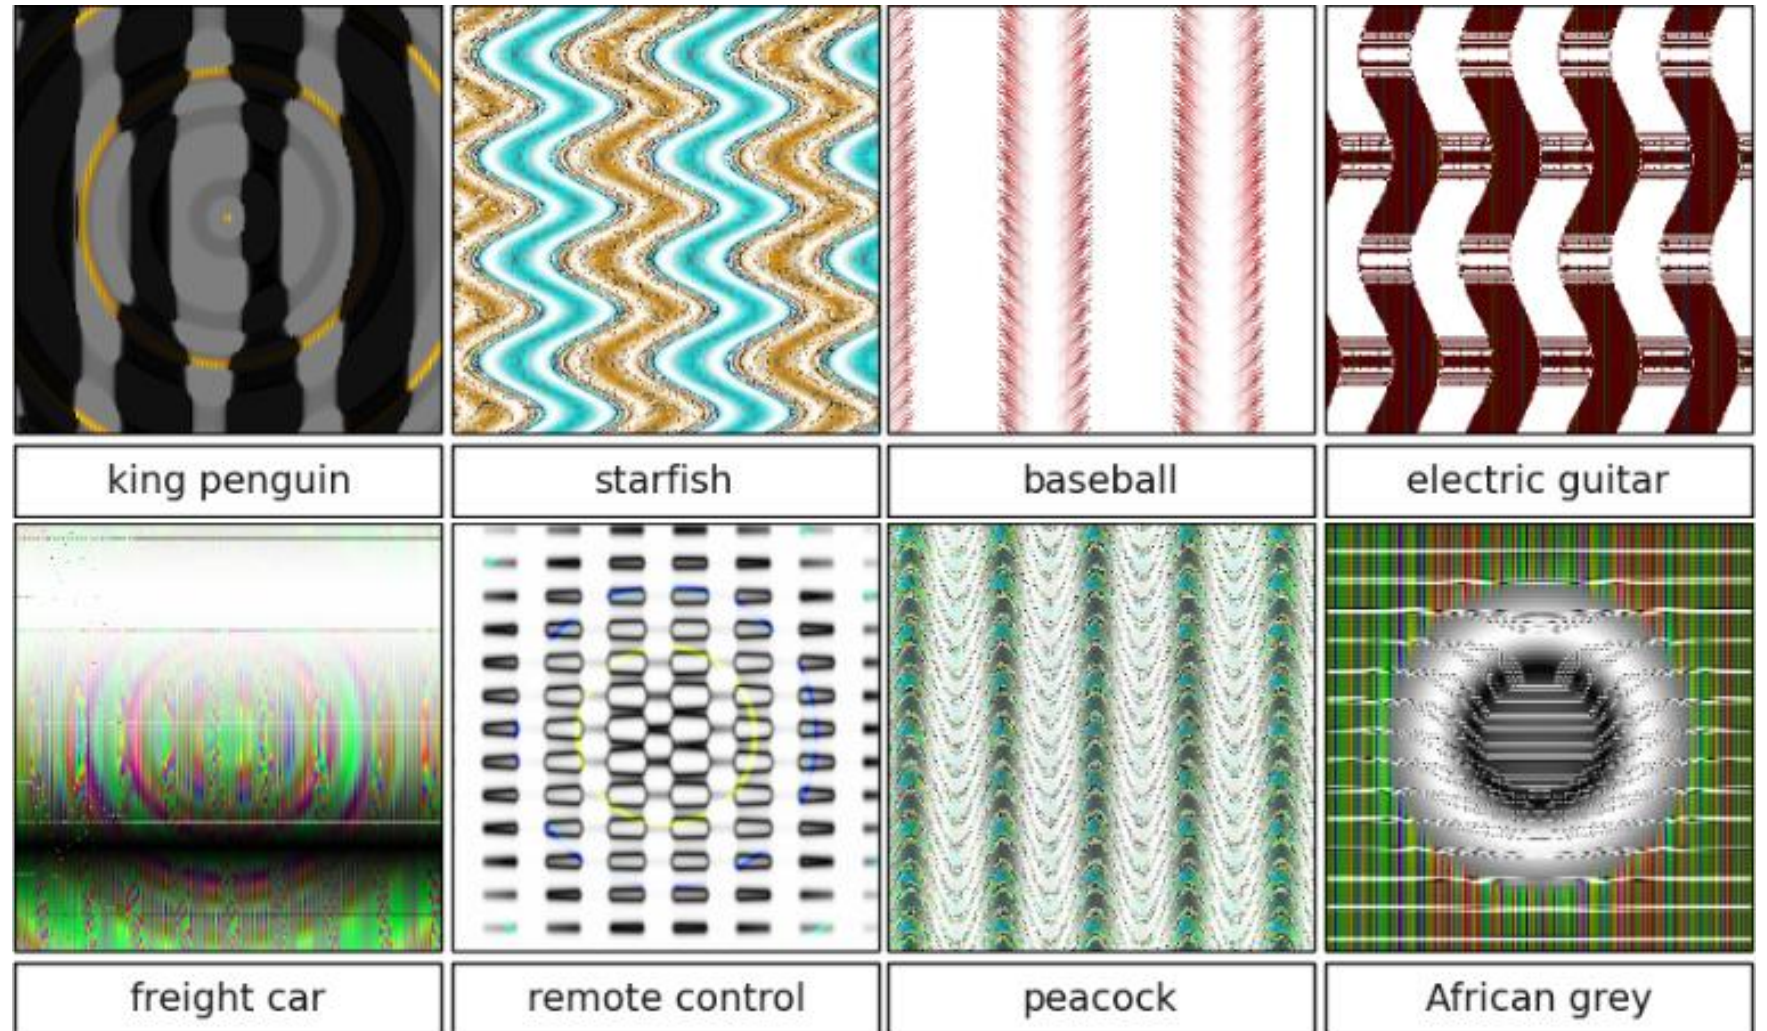 king penguin
starfish
baseball
electric guitar
freight car
remote control
peacock
African grey